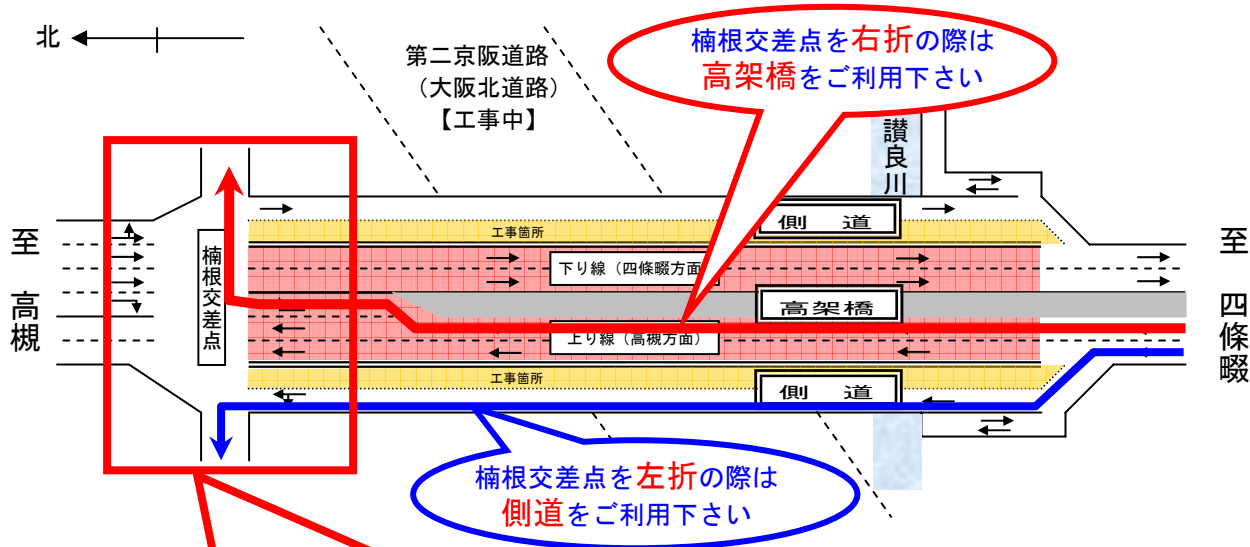 北
第二京阪道路
（大阪北道路）
【工事中】
楠根交差点を右折の際は
高架橋をご利用下さい
讃良川
至 高槻
楠根交差点
工事箇所
側 道
下り線（四條畷方面
高架橋
上り線（高槻方面）
工事箇所
側 道
至 四條畷
楠根交差点を左折の際は
側道をご利用下さい